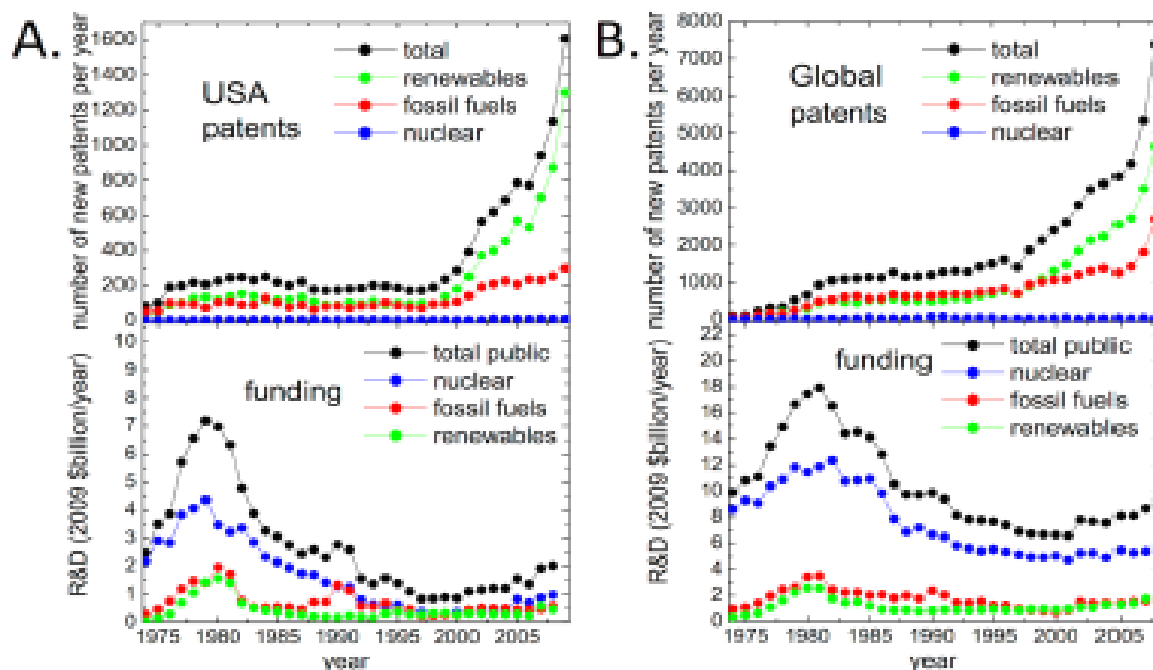 A.
number of new patents per year
1600
1400
1200
1000
800
600
400
200
0
total
renewables
fossil fuels
nuclear
USA
patents
R&D (2009 $billion/year)
10
9
8
7
6
5
4
3
2
1
0
total public
nuclear
fossil fuels
renewables
funding
1975 1980 1985 1990 1995 2000 2005
year
B.
number of new patents per year
8000
7000
6000
5000
4000
3000
2000
1000
0
total
renewables
fossil fuels
nuclear
Global
patents
R&D (2009 $billion/year)
22
20
18
16
14
12
10
8
6
4
2
0
total public
nuclear
fossil fuels
renewables
funding
1975 1980 1985 1990 1995 2000 2005
year